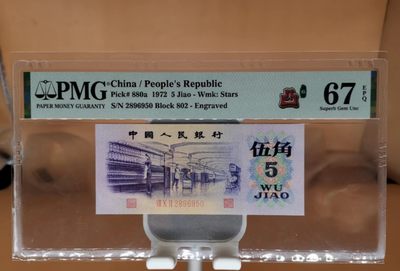 PMG
PAPER MONEY GUARANTY
China / People's Republic
Pick# 880a 1972 5 Jiao - Wmk: Stars
S/N 2896950 Block 802 - Engraved
67 EPQ
Superb Gem Unc
中國人民銀行
伍角
5
WU
JIAO
2896950